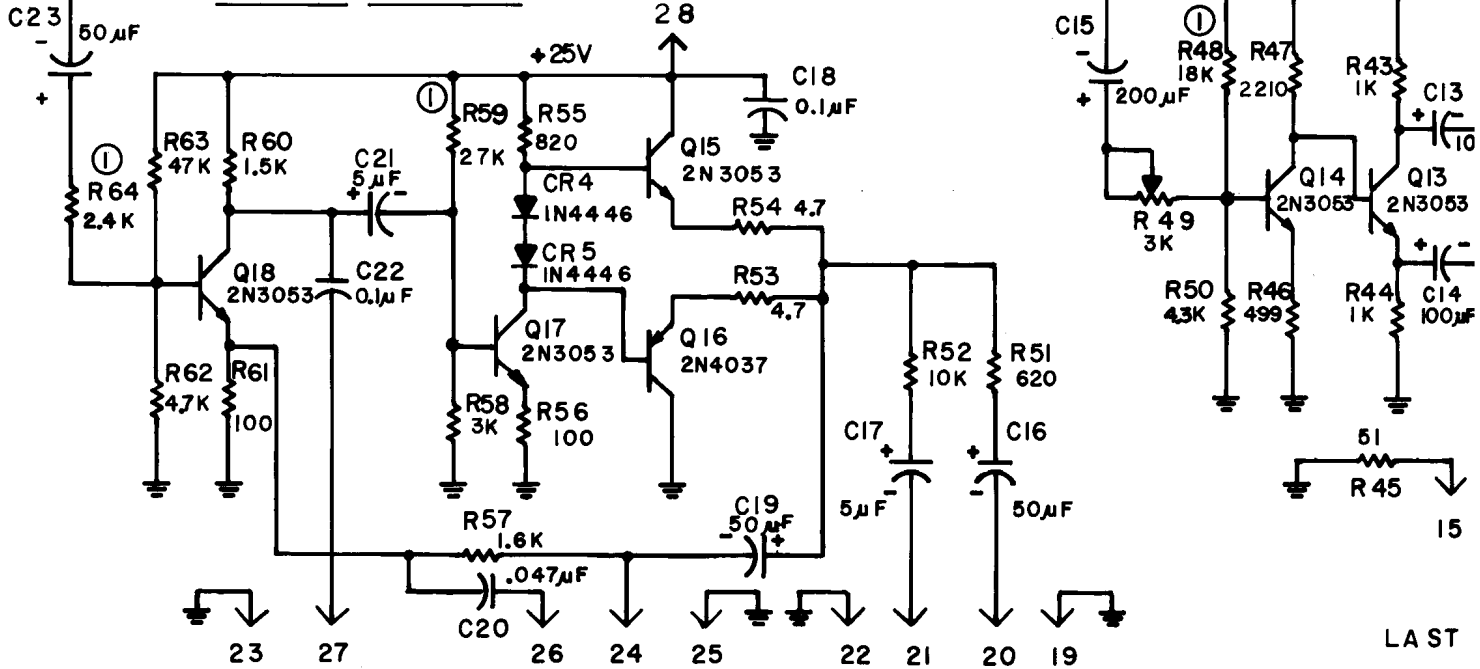 C23
50µF
-
+
28
+25V
C15
-
+
200µF
①
R48
18K
R47
2210
R43
1K
C13
+
-
10
C18
0.1µF
①
R59
27K
R55
820
Q15
2N3053
R63
47K
R60
1.5K
①
R64
2.4K
C21
5µF
+
-
CR4
1N4446
R54 4.7
Q14
2N3053
Q13
2N3053
R49
3K
CR5
1N4446
R53
4.7
Q18
2N3053
C22
0.1µF
+
-
C14
100µF
R50
4.3K
R46
499
R44
1K
Q17
2N3053
Q16
2N4037
R52
10K
R51
620
R62
4.7K
R61
100
R58
3K
R56
100
C17
+
-
5µF
C16
+
-
50µF
51
R45
15
R57
1.6K
C19
50µF
-
+
.047µF
C20
23
27
26
24
25
22
21
20
19
LAST